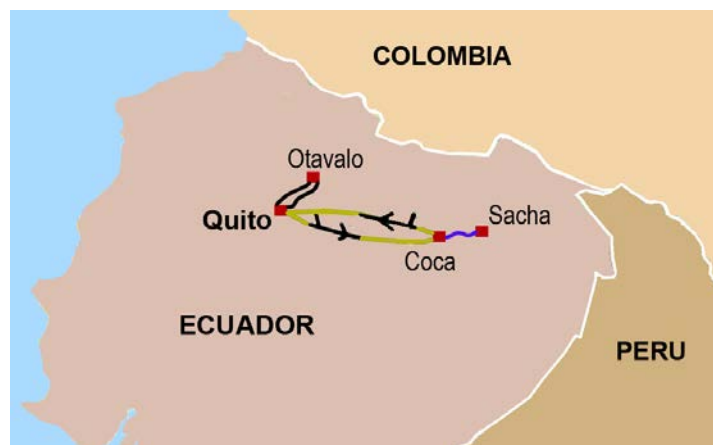 COLOMBIA
Otavalo
Quito
Sacha
Coca
ECUADOR
PERU